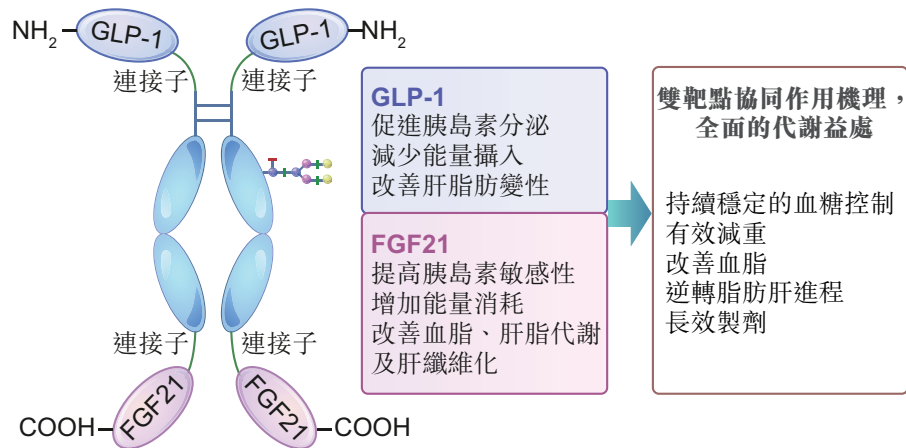 NH₂ GLP-1 GLP-1 NH₂
連接子 連接子
GLP-1
促進胰島素分泌
減少能量攝入
改善肝脂肪變性
FGF21
提高胰島素敏感性
增加能量消耗
改善血脂、肝脂代謝
及肝纖維化
雙靶點協同作用機理，
全面的代謝益處
持續穩定的血糖控制
有效減重
改善血脂
逆轉脂肪肝進程
長效製劑
連接子 連接子
COOH FGF21 FGF21 COOH